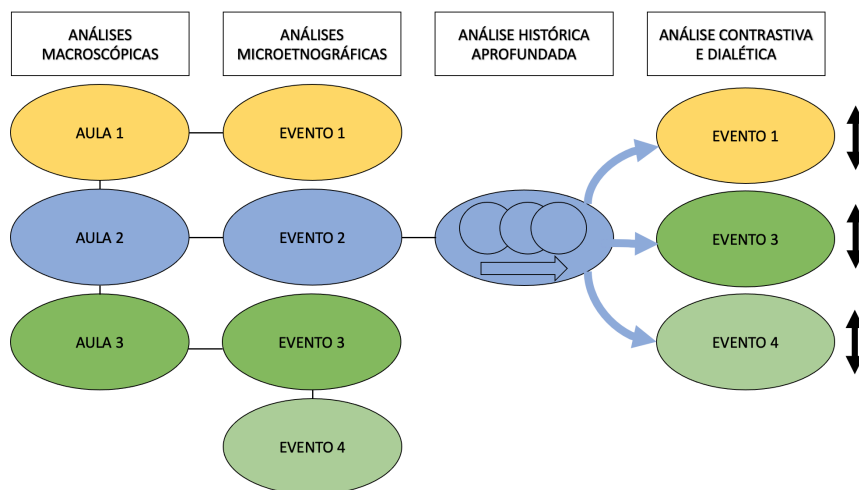 ANÁLISES
MACROSCÓPICAS
ANÁLISES
MICROETNOGRÁFICAS
ANÁLISE HISTÓRICA
APROFUNDADA
ANÁLISE CONTRASTIVA
E DIALÉTICA
AULA 1
EVENTO 1
EVENTO 1
AULA 2
EVENTO 2
EVENTO 3
AULA 3
EVENTO 3
EVENTO 4
EVENTO 4